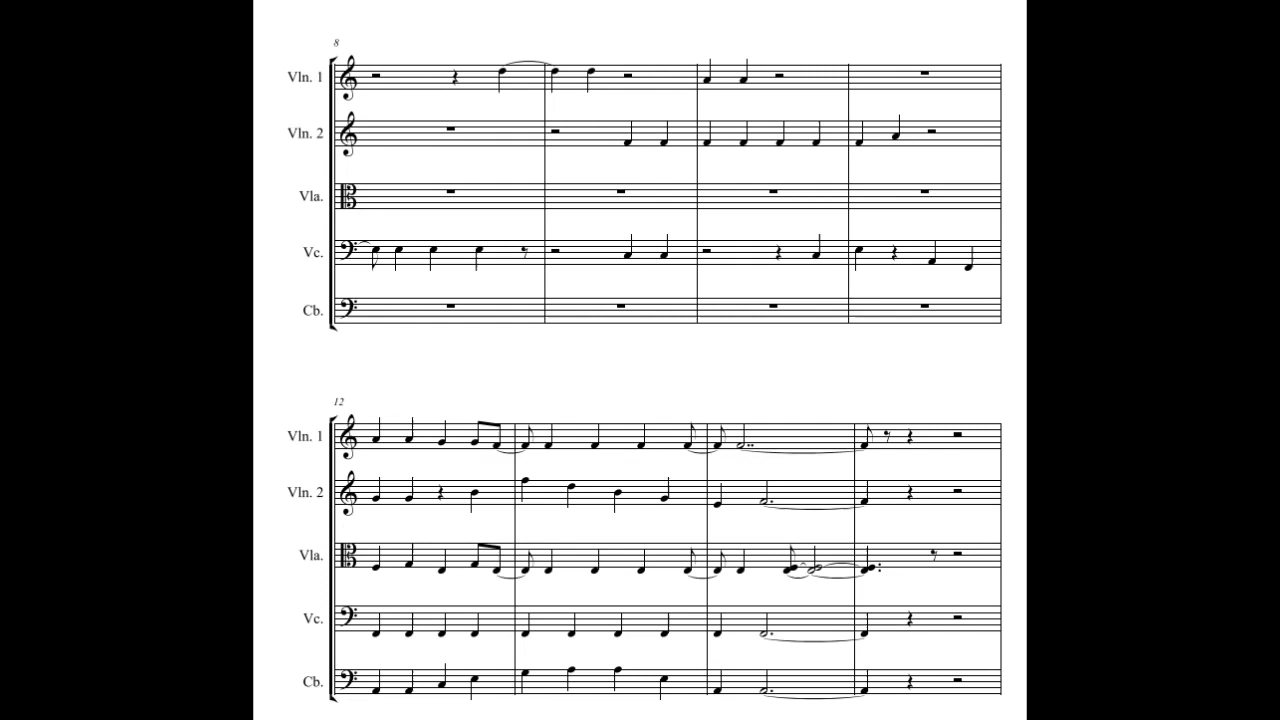 8
Vln. 1
Vln. 2
Vla.
Vc.
Cb.
12
Vln. 1
Vln. 2
Vla.
Vc.
Cb.